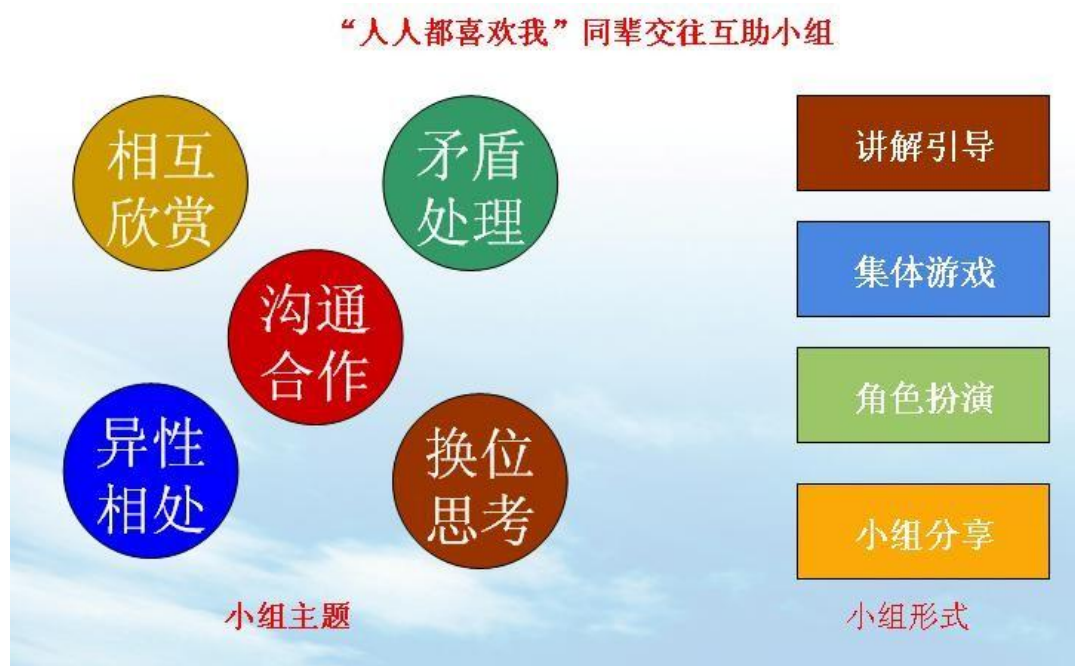 “人人都喜欢我”同辈交往互助小组
相互
欣赏
矛盾
处理
沟通
合作
异性
相处
换位
思考
小组主题
讲解引导
集体游戏
角色扮演
小组分享
小组形式